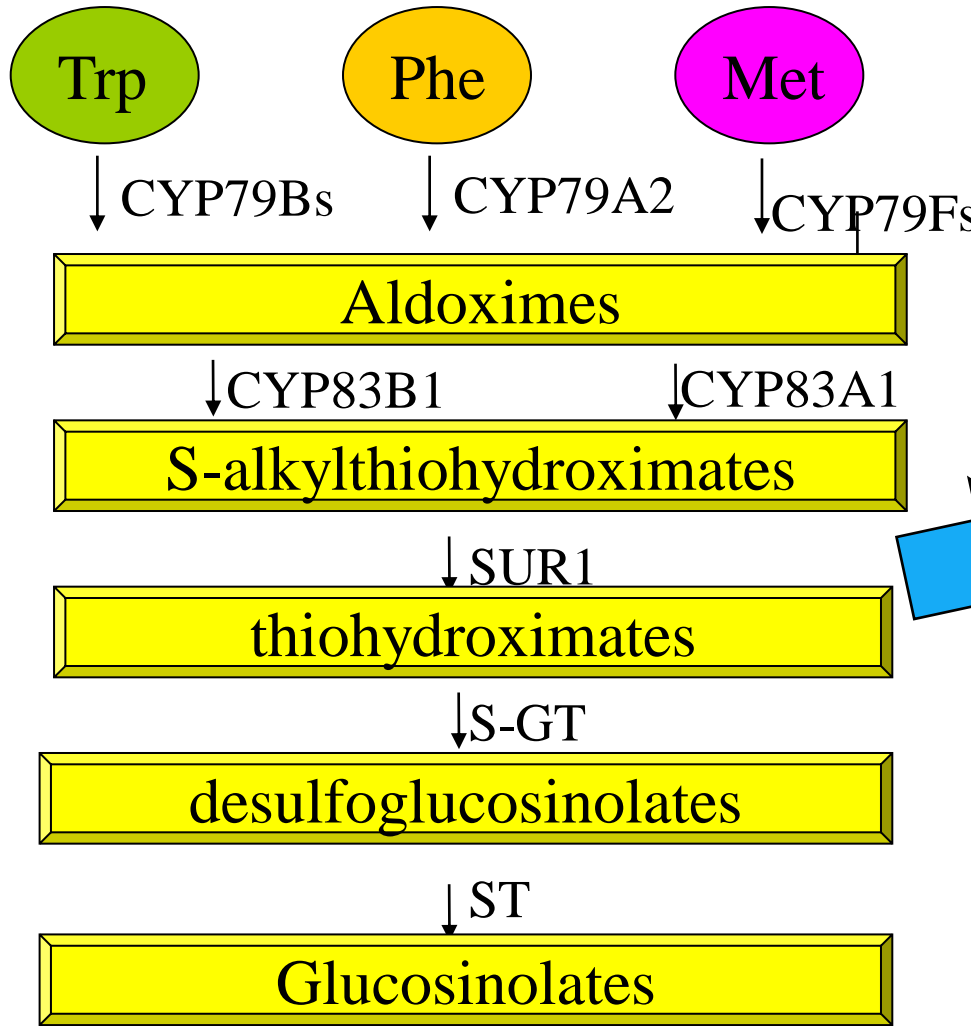 Trp Phe Met
CYP79Bs CYP79A2 CYP79Fs
Aldoximes
CYP83B1 CYP83A1
S-alkylthiohydroximates
SUR1
thiohydroximates
S-GT
desulfoglucosinolates
ST
Glucosinolates